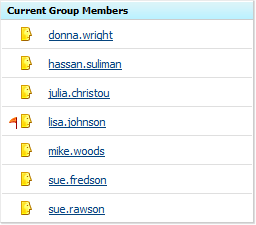 Current Group Members
donna.wright
hassan.suliman
julia.christou
lisa.johnson
mike.woods
sue.fredson
sue.rawson